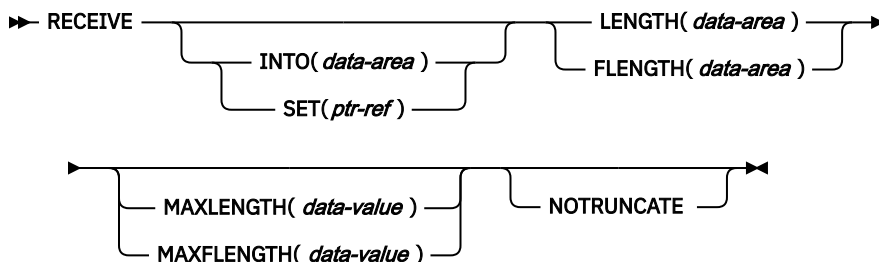 RECEIVE
INTO( data-area )
SET( ptr-ref )
LENGTH( data-area )
FLENGTH( data-area )
MAXLENGTH( data-value )
MAXFLENGTH( data-value )
NOTRUNCATE